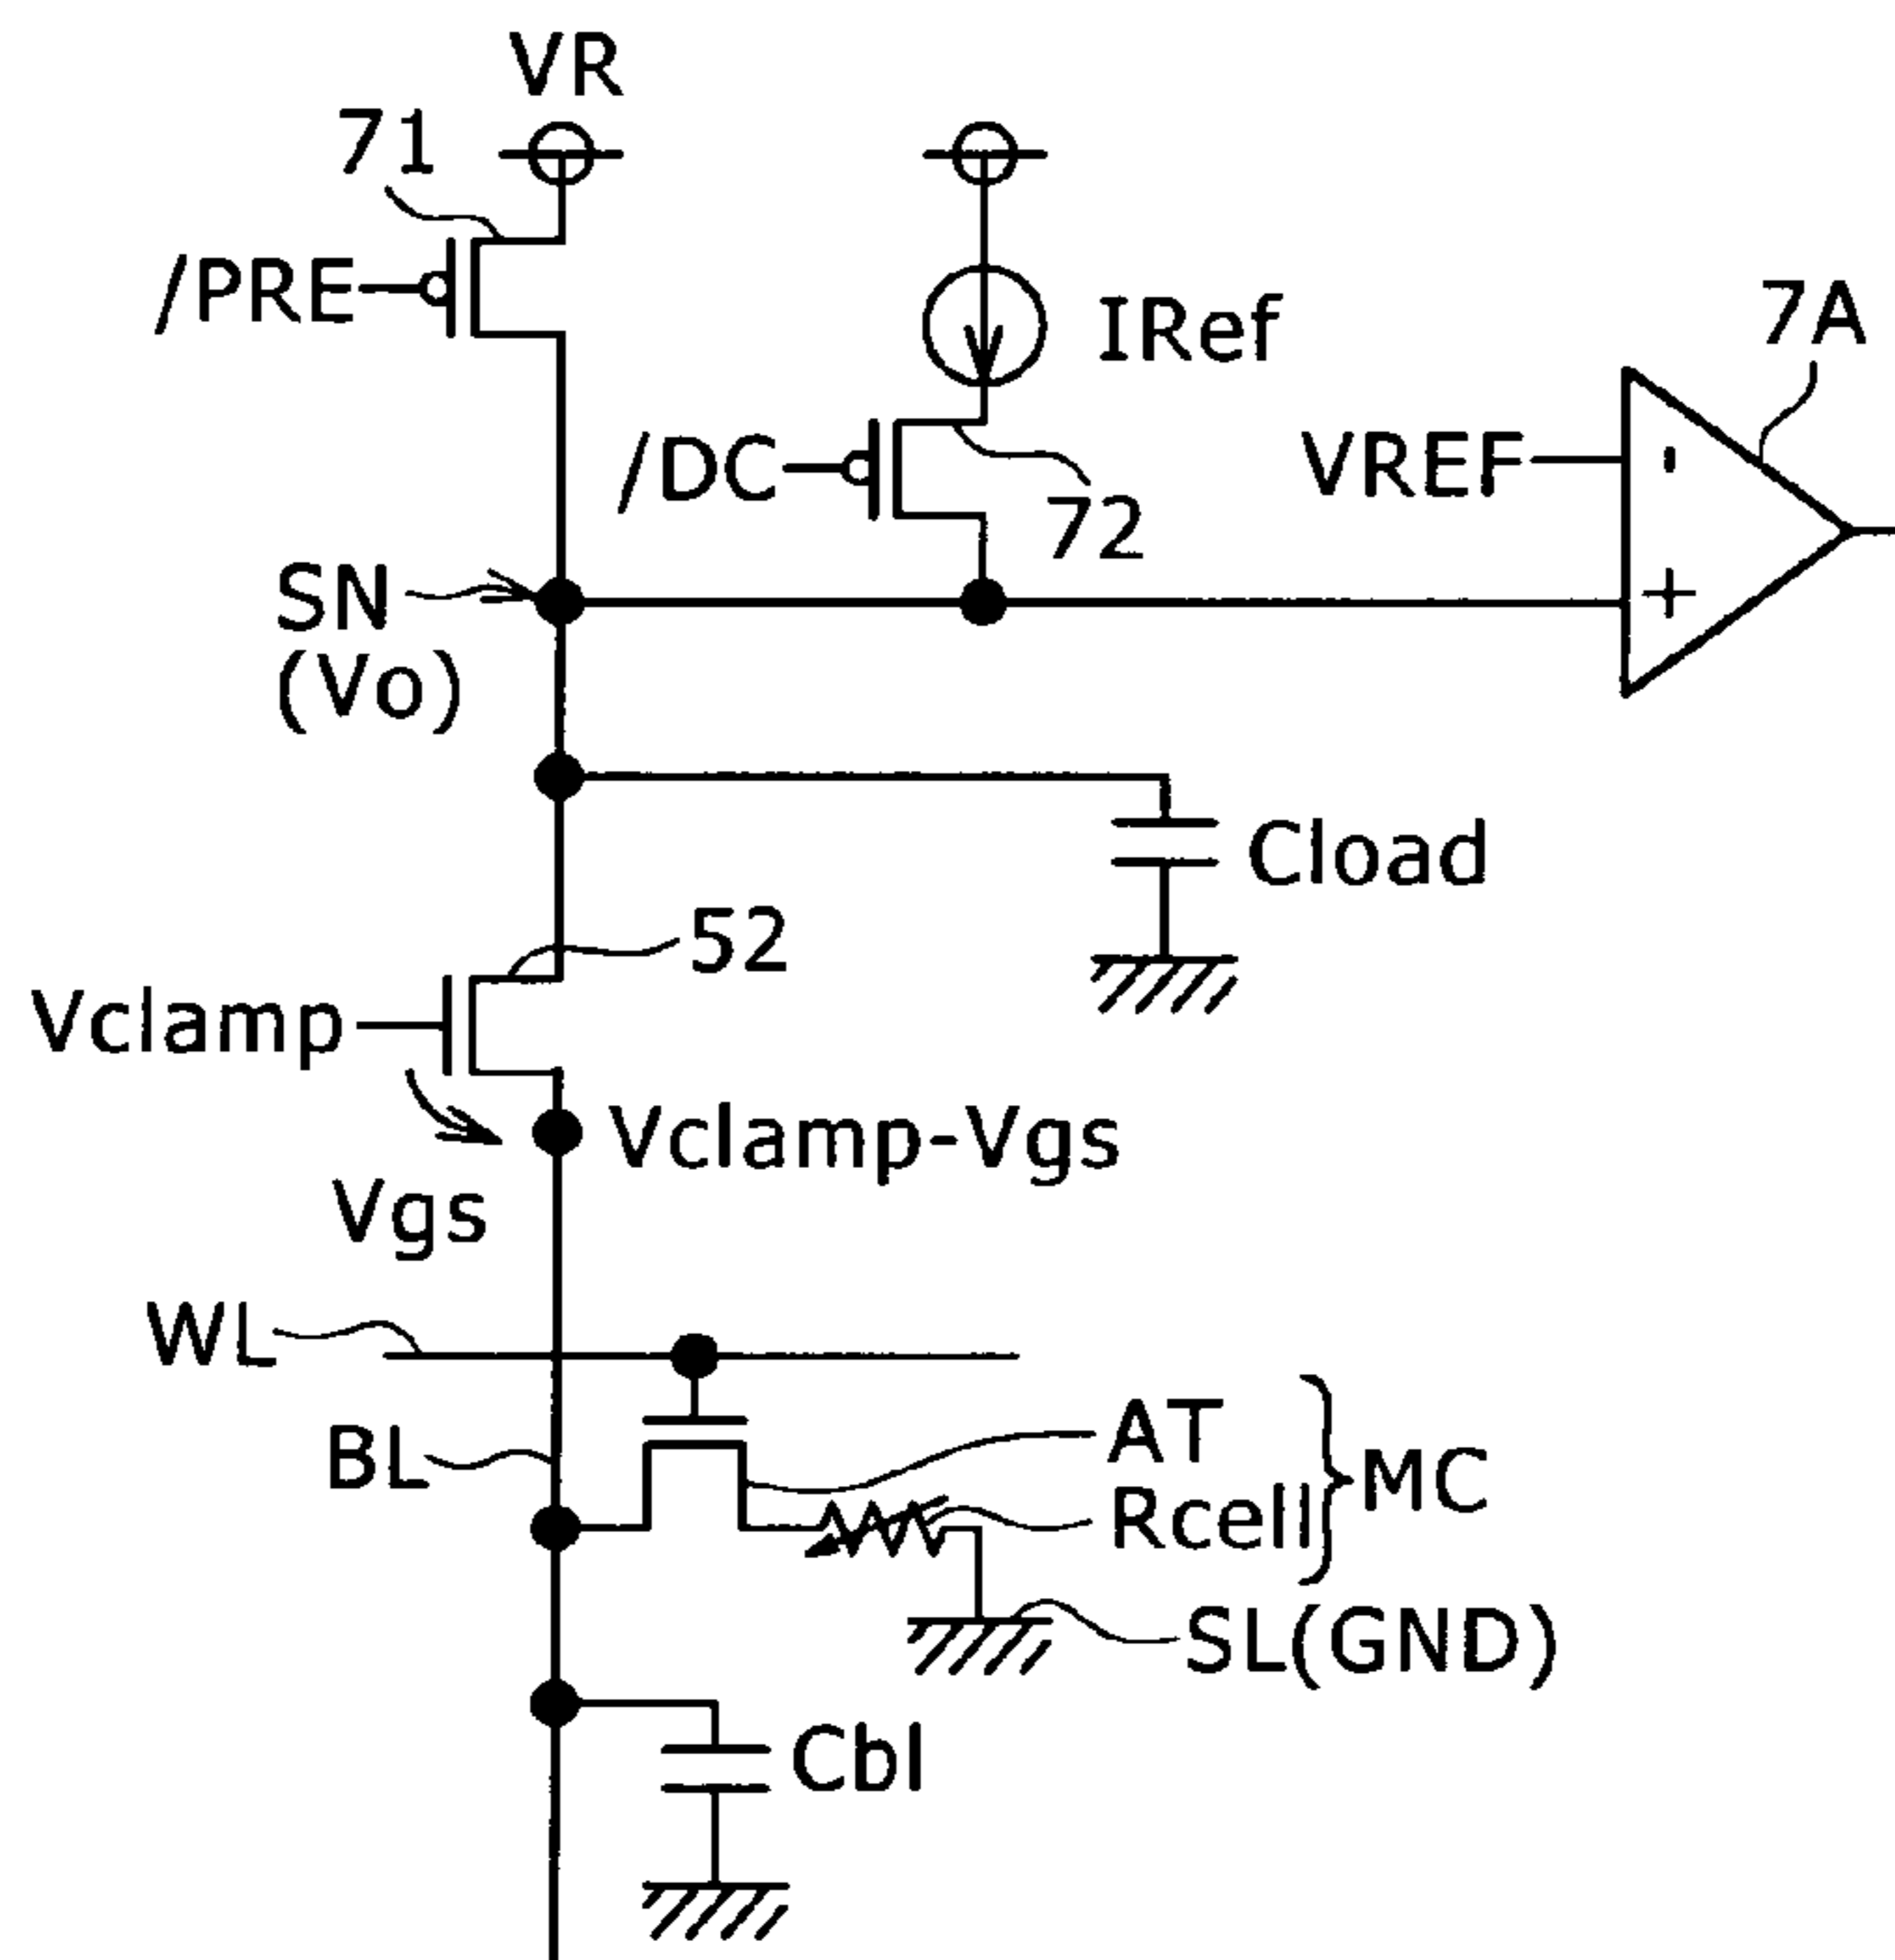 VR
71
/PRE
IRef
7A
/DC
VREF
-
72
SN
+
(Vo)
Cload
52
Vclamp
Vclamp-Vgs
Vgs
WL
AT
BL
MC
Rcell
SL(GND)
Cbl